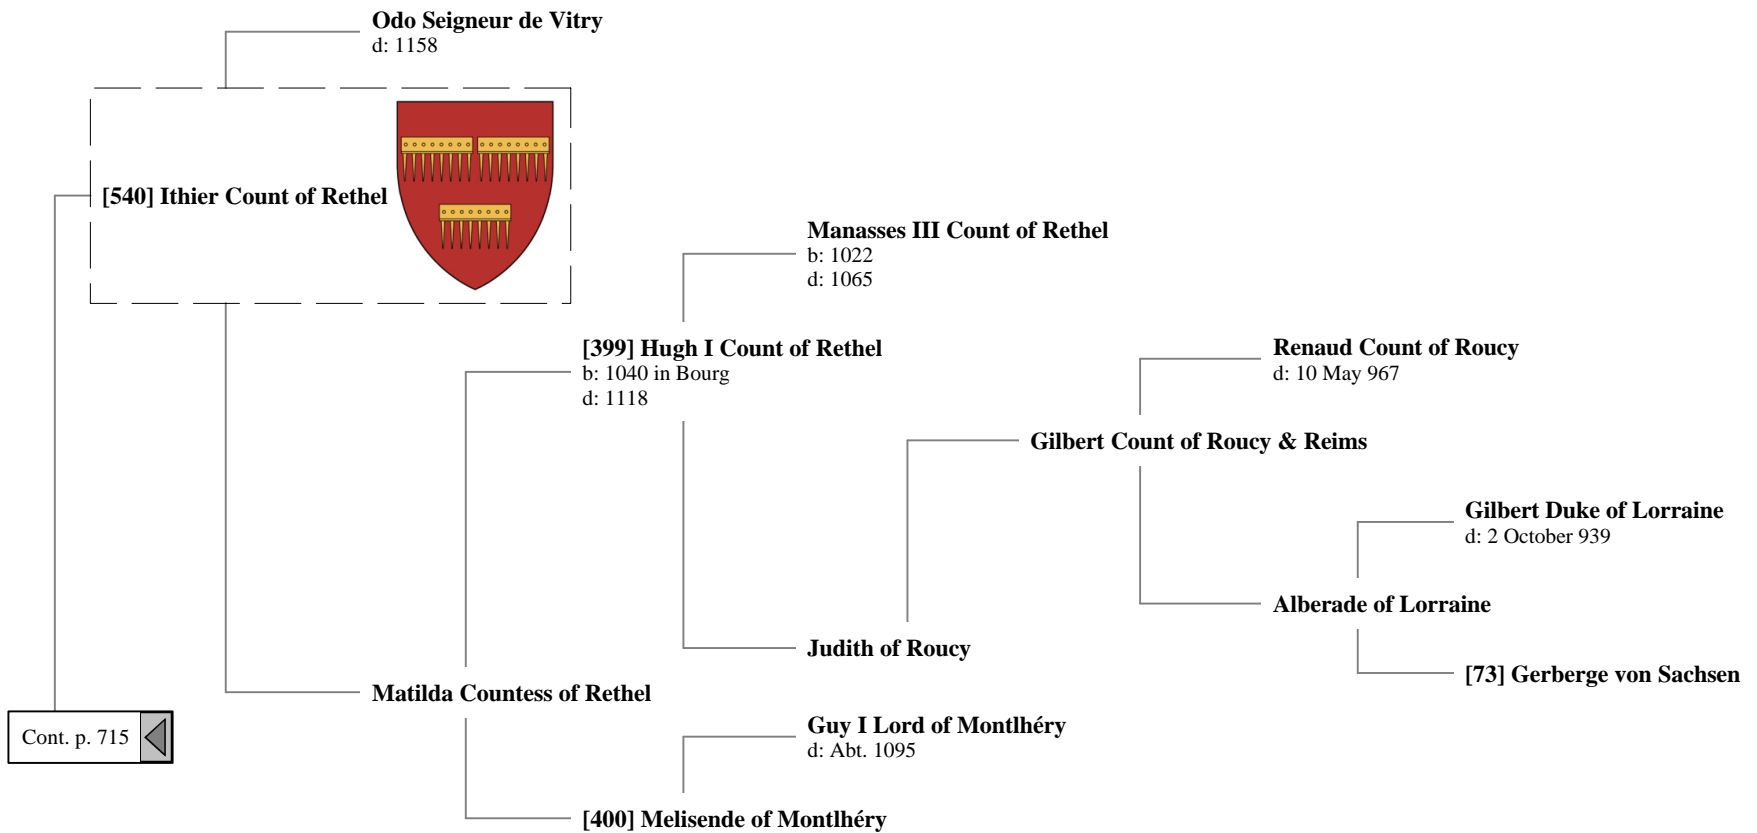 Odo Seigneur de Vitry
d: 1158
[540] Ithier Count of Rethel
Manasses III Count of Rethel
b: 1022
d: 1065
[399] Hugh I Count of Rethel
b: 1040 in Bourg
d: 1118
Renaud Count of Roucy
d: 10 May 967
Gilbert Count of Roucy & Reims
Gilbert Duke of Lorraine
d: 2 October 939
Alberade of Lorraine
Judith of Roucy
[73] Gerberge von Sachsen
Matilda Countess of Rethel
Cont. p. 715
Guy I Lord of Montlhéry
d: Abt. 1095
[400] Melisende of Montlhéry